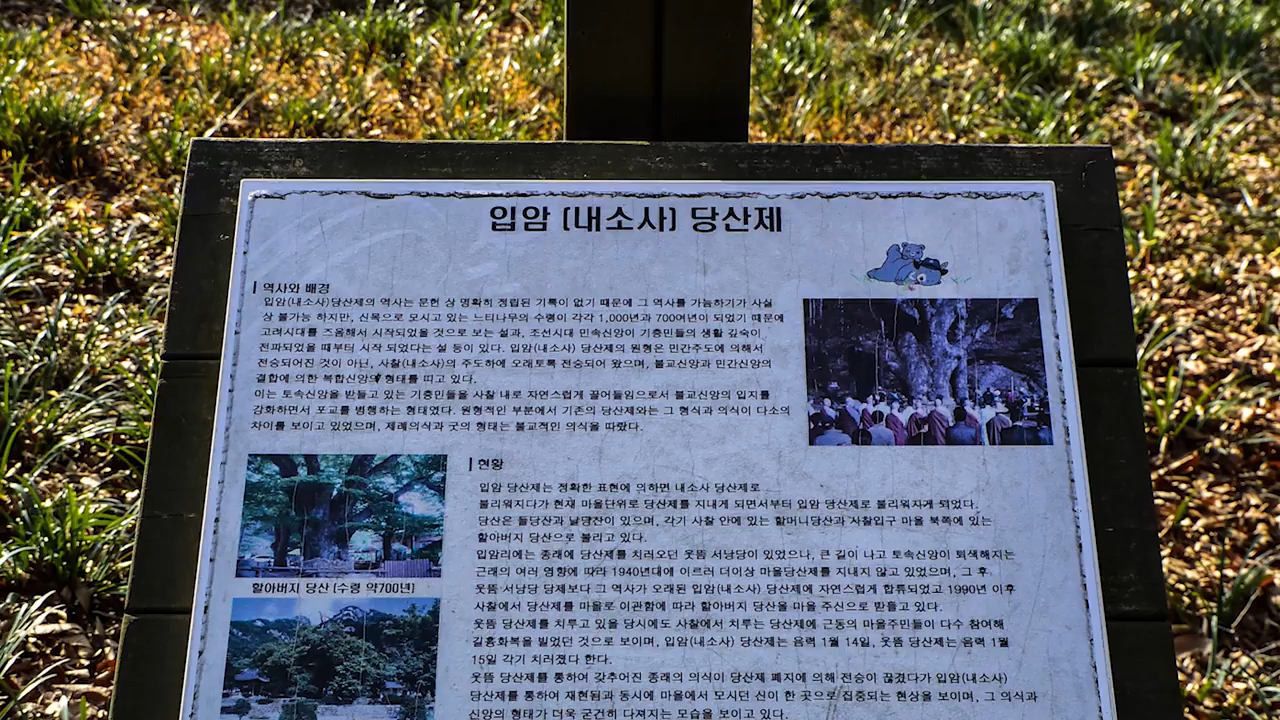 입암 [내소사] 당산제
역사와 배경
입암(내소사)당산제의 역사는 문헌 상 명확히 정립된 기록이 없기 때문에 그 역사를 가늠하기가 사실
상 불가능 하지만, 신목으로 모시고 있는 느티나무의 수령이 각각 1,000년과 700여년이 되었기 때문에
고려시대를 즈음해서 시작되었을 것으로 보는 설과, 조선시대 민속신앙이 기층민들의 생활 깊숙이
전파되었을 때부터 시작 되었다는 설 등이 있다. 입암(내소사) 당산제의 원형은 민간주도에 의해서
전승되어진 것이 아닌, 사찰(내소사)의 주도하에 오래토록 전승되어 왔으며, 불교신앙과 민간신앙의
결합에 의한 복합신앙의 형태를 띠고 있다.
이는 토속신앙을 받들고 있는 기층민들을 사찰 내로 자연스럽게 끌어들임으로서 불교신앙의 입지를
강화하면서 포교를 병행하는 형태였다. 원형적인 부분에서 기존의 당산제와는 그 형식과 의식이 다소의
차이를 보이고 있었으며, 제례의식과 굿의 형태는 불교적인 의식을 따랐다.
현황
입암 당산제는 정확한 표현에 의하면 내소사 당산제로
불리워지다가 현재 마을단위로 당산제를 지내게 되면서부터 입암 당산제로 불리워지게 되었다.
당산은 들당산과 날당산이 있으며, 각기 사찰 안에 있는 할머니당산과 사찰입구 마을 북쪽에 있는
할아버지 당산으로 불리고 있다.
입암리에는 종래에 당산제를 치러오던 웃뜸 서낭당이 있었으나, 큰 길이 나고 토속신앙이 퇴색해지는
근래의 여러 영향에 따라 1940년대에 이르러 더이상 마을당산제를 지내지 않고 있었으며, 그 후
웃뜸 서낭당 당제보다 그 역사가 오래된 입암(내소사) 당산제에 자연스럽게 합류되었고 1990년 이후
사찰에서 당산제를 마을로 이관함에 따라 할아버지 당산을 마을 주신으로 받들고 있다.
웃뜸 당산제를 치루고 있을 당시에도 사찰에서 치루는 당산제에 근동의 마을주민들이 다수 참여해
길흉화복을 빌었던 것으로 보이며, 입암(내소사) 당산제는 음력 1월 14일, 웃뜸 당산제는 음력 1월
15일 각기 치러졌다 한다.
웃뜸 당산제를 통하여 갖추어진 종래의 의식이 당산제 폐지에 의해 전승이 끊겼다가 입암(내소사)
당산제를 통하여 재현됨과 동시에 마을에서 모시던 신이 한 곳으로 집중되는 현상을 보이며, 그 의식과
신앙의 형태가 더욱 굳건히 다져지는 모습을 보이고 있다.
할아버지 당산 (수령 약700년)